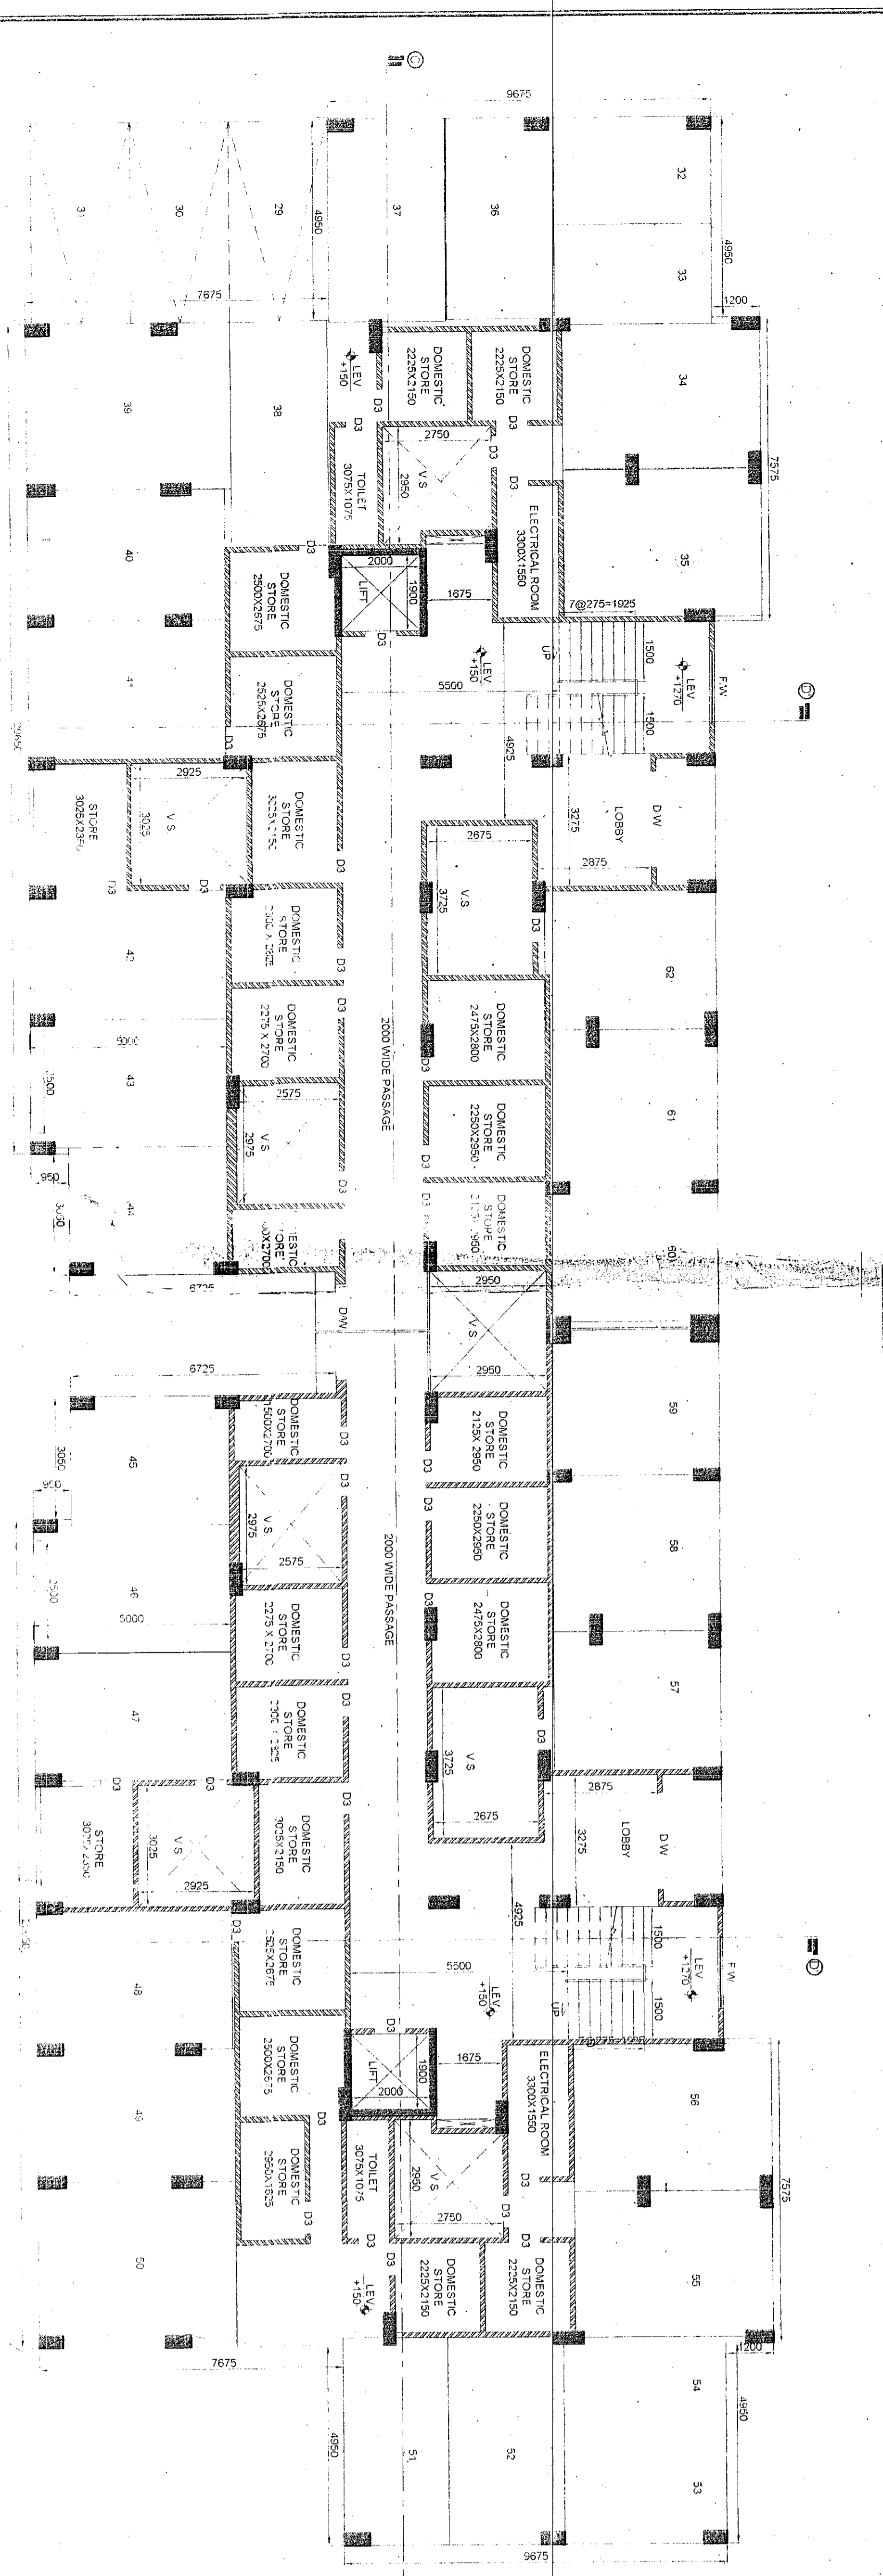 C
9675
32
33
4950
36
37
4950
29
30
31
1200
7675
34
7575
35
DOMESTIC
STORE
2225X2150
DOMESTIC
STORE
2225X2150
LEV
+150
38
39
D3
D3
D3
D3
D3
2750
2950
V.S
TOILET
3075X1075
ELECTRICAL ROOM
3300X1550
7@275=1925
D3
2000
1900
LIFT
1675
D3
40
DOMESTIC
STORE
2500X2675
41
DOMESTIC
STORE
2525X2675
D3
UP
1500
1500
LEV
+1270
F.W
D
LEV
+150
5500
4925
3275
LOBBY
D.W
2875
2925
V.S
3025
STORE
DOMESTIC
STORE
D3
D3
D3
2675
3725
V.S.
D3
62
42
DOMESTIC
STORE
D3
DOMESTIC
STORE
2275 X 2700
D3
43
2000 WIDE PASSAGE
DOMESTIC
STORE
2475X2800
D3
DOMESTIC
STORE
2250X2950
D3
61
2575
2975
V.S
D3
DOMESTIC
STORE
D3
60
950
3050
44
6725
D.W
2950
V.S
2950
6725
59
DOMESTIC
STORE
2125X 2950
D3
DOMESTIC
STORE
1500X2700
D3
45
3050
950
D3
2975
V.S
2575
2000 WIDE PASSAGE
DOMESTIC
STORE
2250X2950
58
46
DOMESTIC
STORE
2275 X 2700
D3
DOMESTIC
STORE
2475X2800
D3
57
47
DOMESTIC
STORE
D3
D3
3725
V.S
2675
D3
2875
3275
LOBBY
D.W
D3
D3
STORE
3025
V.S
2925
DOMESTIC
STORE
3025X2150
D3
4925
1500
1500
LEV
+1270
F.W
D
DOMESTIC
STORE
2525X2675
D3
48
5500
LEV
+150
UP
DOMESTIC
STORE
2500X2675
D3
LIFT
1900
2000
1675
ELECTRICAL ROOM
3300X1550
56
49
DOMESTIC
STORE
2950X1625
D3
D3
TOILET
3075X1075
D3
2950
V.S
2750
D3
D3
D3
7575
50
LEV
+150
D3
DOMESTIC
STORE
2225X2150
DOMESTIC
STORE
2225X2150
55
1200
7675
4950
51
52
54
53
4950
9675